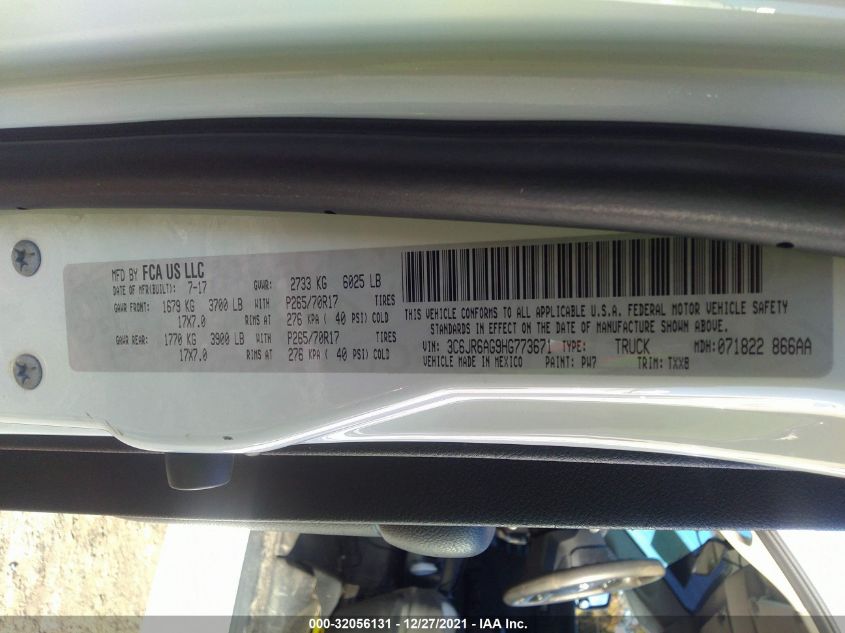 MFD BY FCA US LLC
DATE OF MFR(BUILT): 7-17 GVWR: 2733 KG 6025 LB
GAWR FRONT: 1679 KG 3700 LB WITH P265/70R17 TIRES
17X7.0 RIMS AT 276 KPA ( 40 PSI) COLD
GAWR REAR: 1770 KG 3900 LB WITH P265/70R17 TIRES
17X7.0 RIMS AT 276 KPA ( 40 PSI) COLD
THIS VEHICLE CONFORMS TO ALL APPLICABLE U.S.A. FEDERAL MOTOR VEHICLE SAFETY
STANDARDS IN EFFECT ON THE DATE OF MANUFACTURE SHOWN ABOVE.
VIN: 3C6JR6AG9HG773671 TYPE: TRUCK MDH: 071822 866AA
VEHICLE MADE IN MEXICO PAINT: PW7 TRIM: TXX8
000-32056131 - 12/27/2021 - IAA Inc.